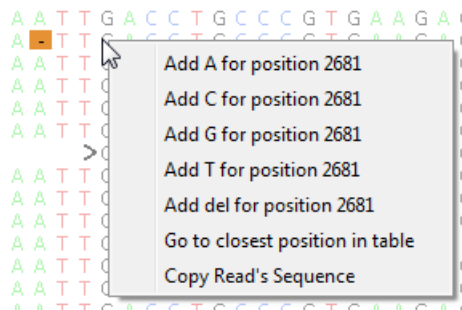 A A T T G A C C T G C C C G T G A A G A
A - T T G
A A T T G
A A T T G
A A T T G
A A T T G
>G
A A T T G
A A T T G
A A T T G
A A T T G
A A T T G
A A T T G
A A T T G A C C T G C C C G T G A A G A
Add A for position 2681
Add C for position 2681
Add G for position 2681
Add T for position 2681
Add del for position 2681
Go to closest position in table
Copy Read's Sequence